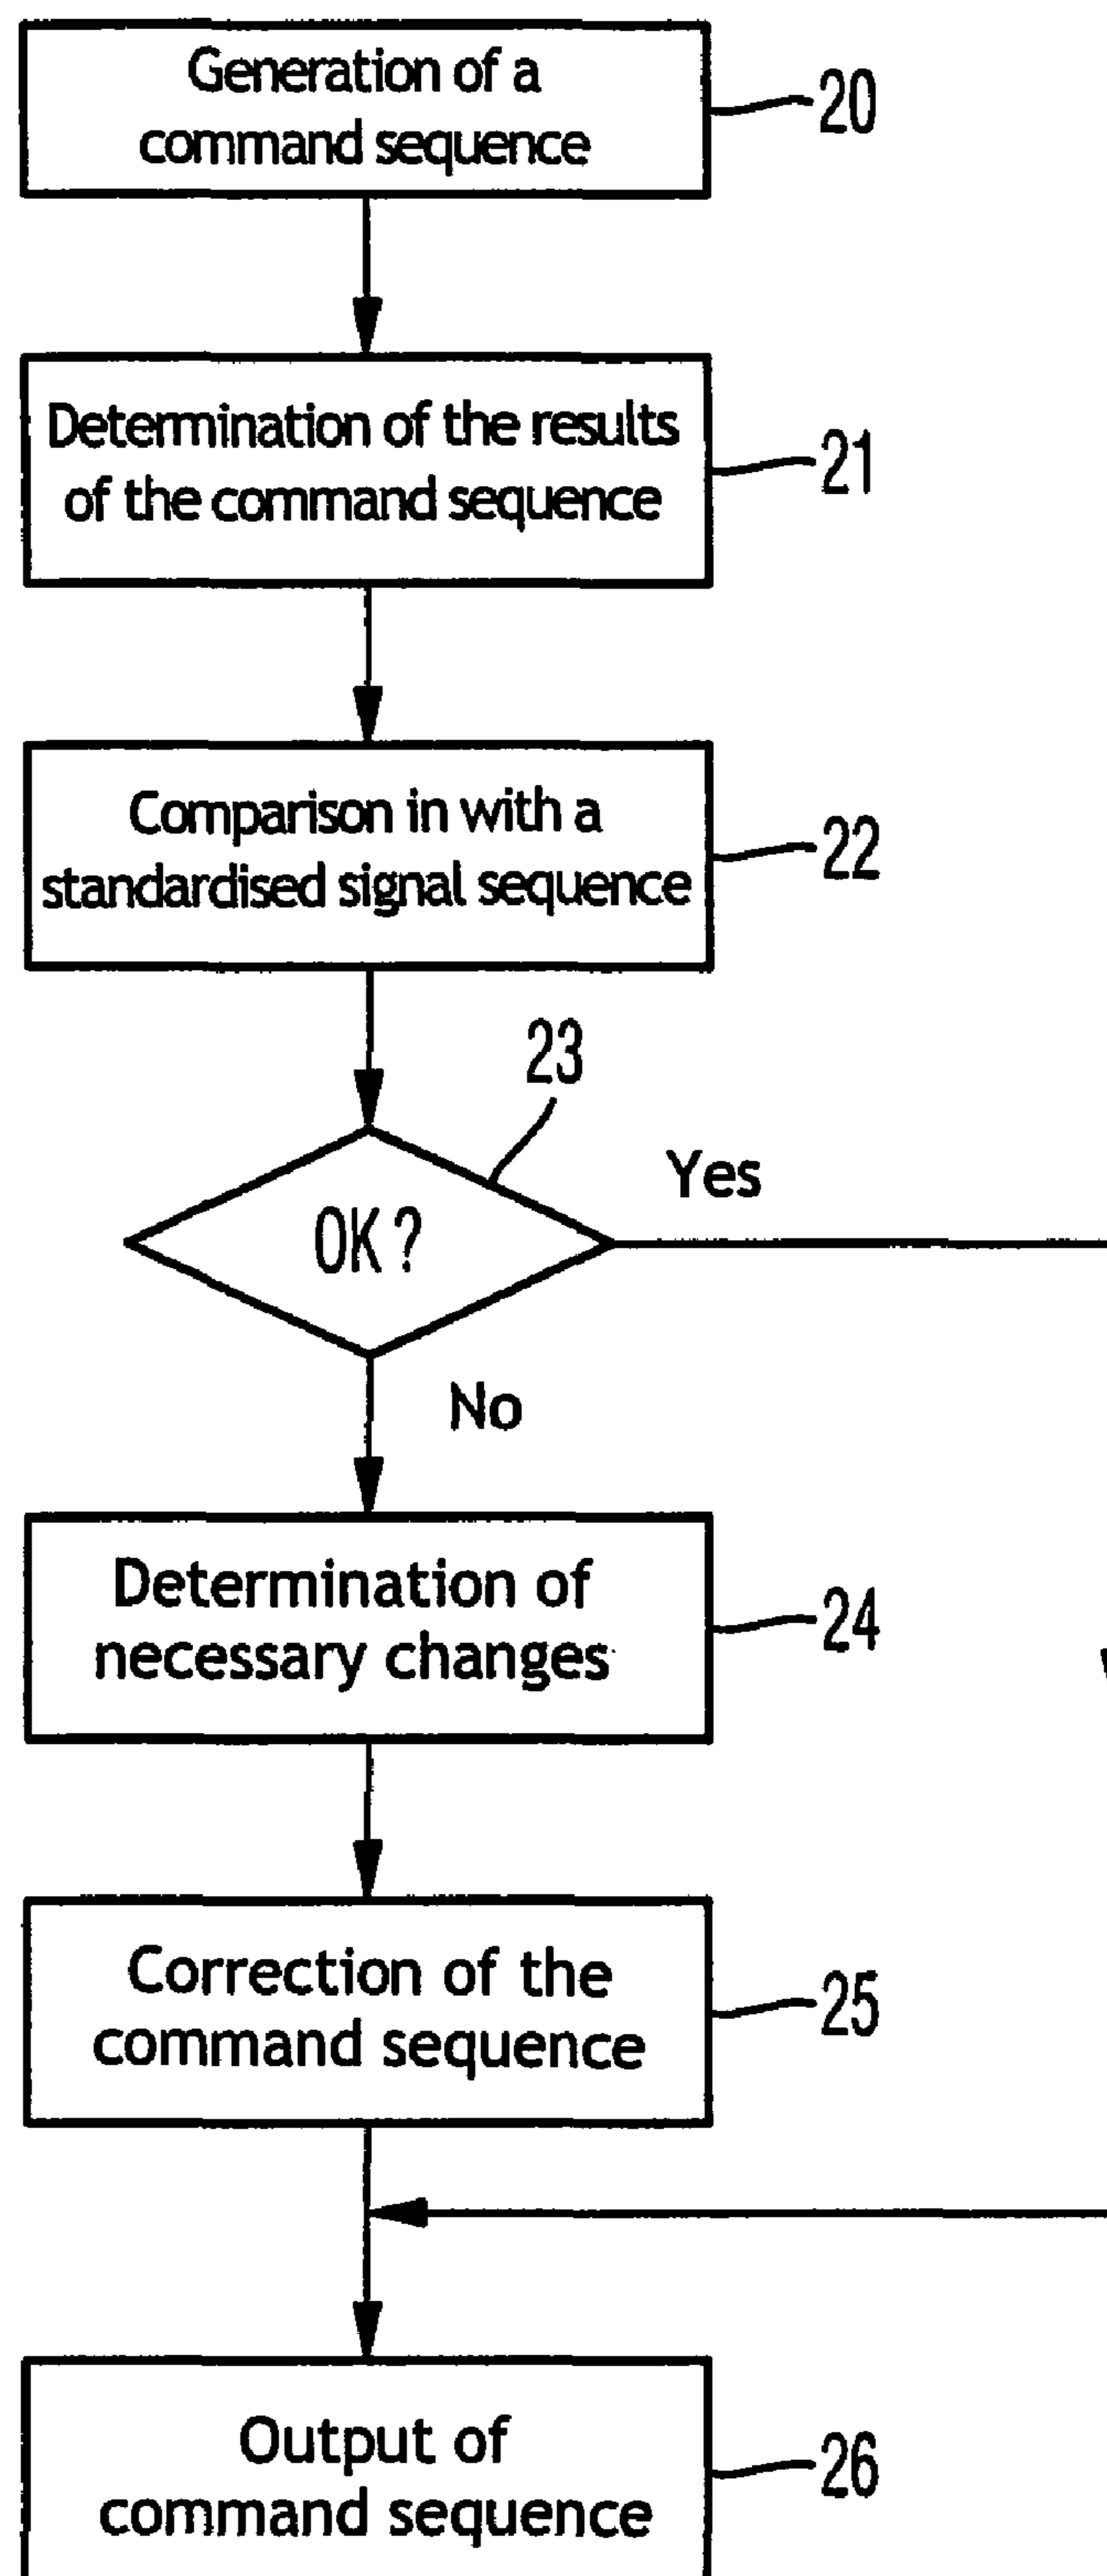 Generation of a
command sequence
20
Determination of the results
of the command sequence
21
Comparison in with a
standardised signal sequence
22
23
OK ?
Yes
No
Determination of
necessary changes
24
Correction of the
command sequence
25
Output of
command sequence
26